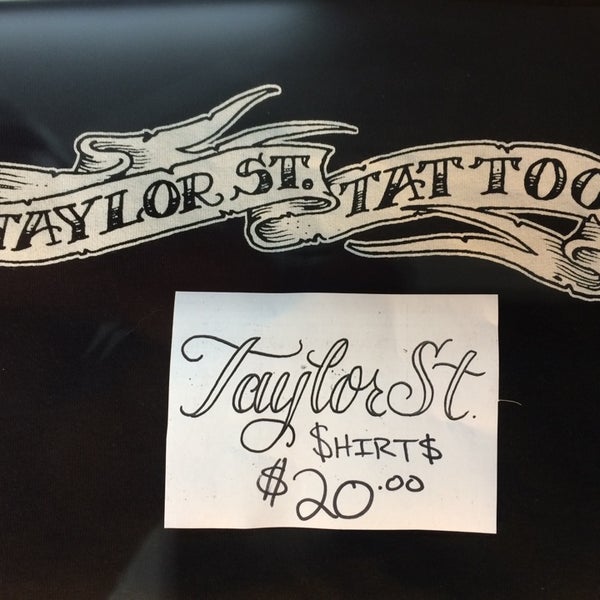 TAYLOR ST. TATTOO
Taylor St.
$HIRT$
$20.00